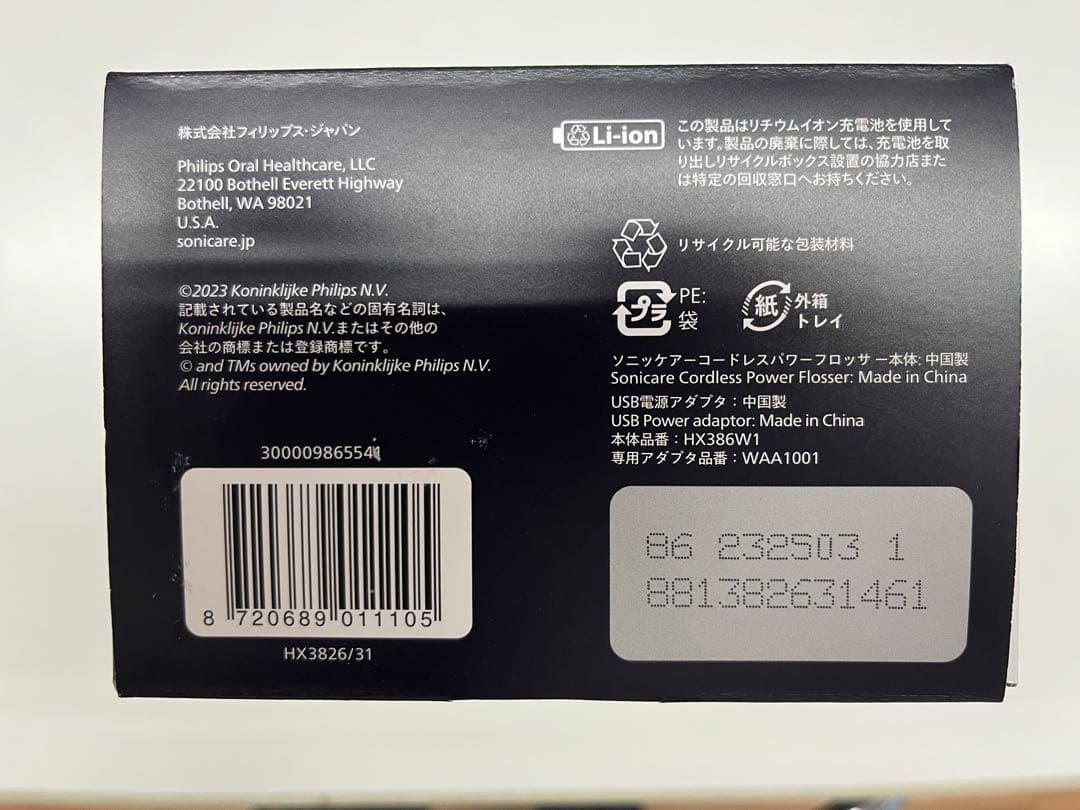 株式会社フィリップス・ジャパン
Philips Oral Healthcare, LLC
22100 Bothell Everett Highway
Bothell, WA 98021
U.S.A.
sonicare.jp
©2023 Koninklijke Philips N.V.
記載されている製品名などの固有名詞は、
Koninklijke Philips N.V.またはその他の
会社の商標または登録商標です。
© and TMs owned by Koninklijke Philips N.V.
All rights reserved.
300009865541
8 720689 011105
HX3826/31
Li-ion
この製品はリチウムイオン充電池を使用して
います。製品の廃棄に際しては、充電池を取
り出しリサイクルボックス設置の協力店また
は特定の回収窓口へお持ちください。
リサイクル可能な包装材料
プラ PE:
袋
紙 外箱
トレイ
ソニッケアーコードレスパワーフロッサー本体: 中国製
Sonicare Cordless Power Flosser: Made in China
USB電源アダプタ：中国製
USB Power adaptor: Made in China
本体品番：HX386W1
専用アダプタ品番：WAA1001
86 232503 1
881382631461